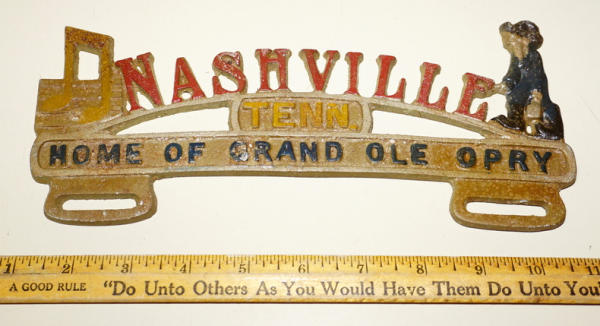 NASHVILLE
TENN.
HOME OF GRAND OLE OPRY
1 2 3 4 5 6 7 8 9 10 11
A GOOD RULE "Do Unto Others As You Would Have Them Do Unto You